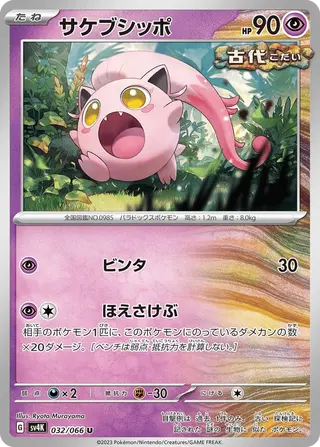 たね
サケブシッポ
HP90
古代
こだい
全国図鑑NO.0985 パラドックスポケモン 高さ：1.2m 重さ：8.0kg
ビンタ 30
ほえさけぶ
相手のポケモン1匹に、このポケモンにのっているダメカンの数
×20ダメージ。［ベンチは弱点・抵抗力を計算しない。］
弱点 ×2 抵抗力 -30 にげる
Illus. Ryota Murayama
G sv4K 032/066 U
©2023 Pokémon/Nintendo/Creatures/GAME FREAK.